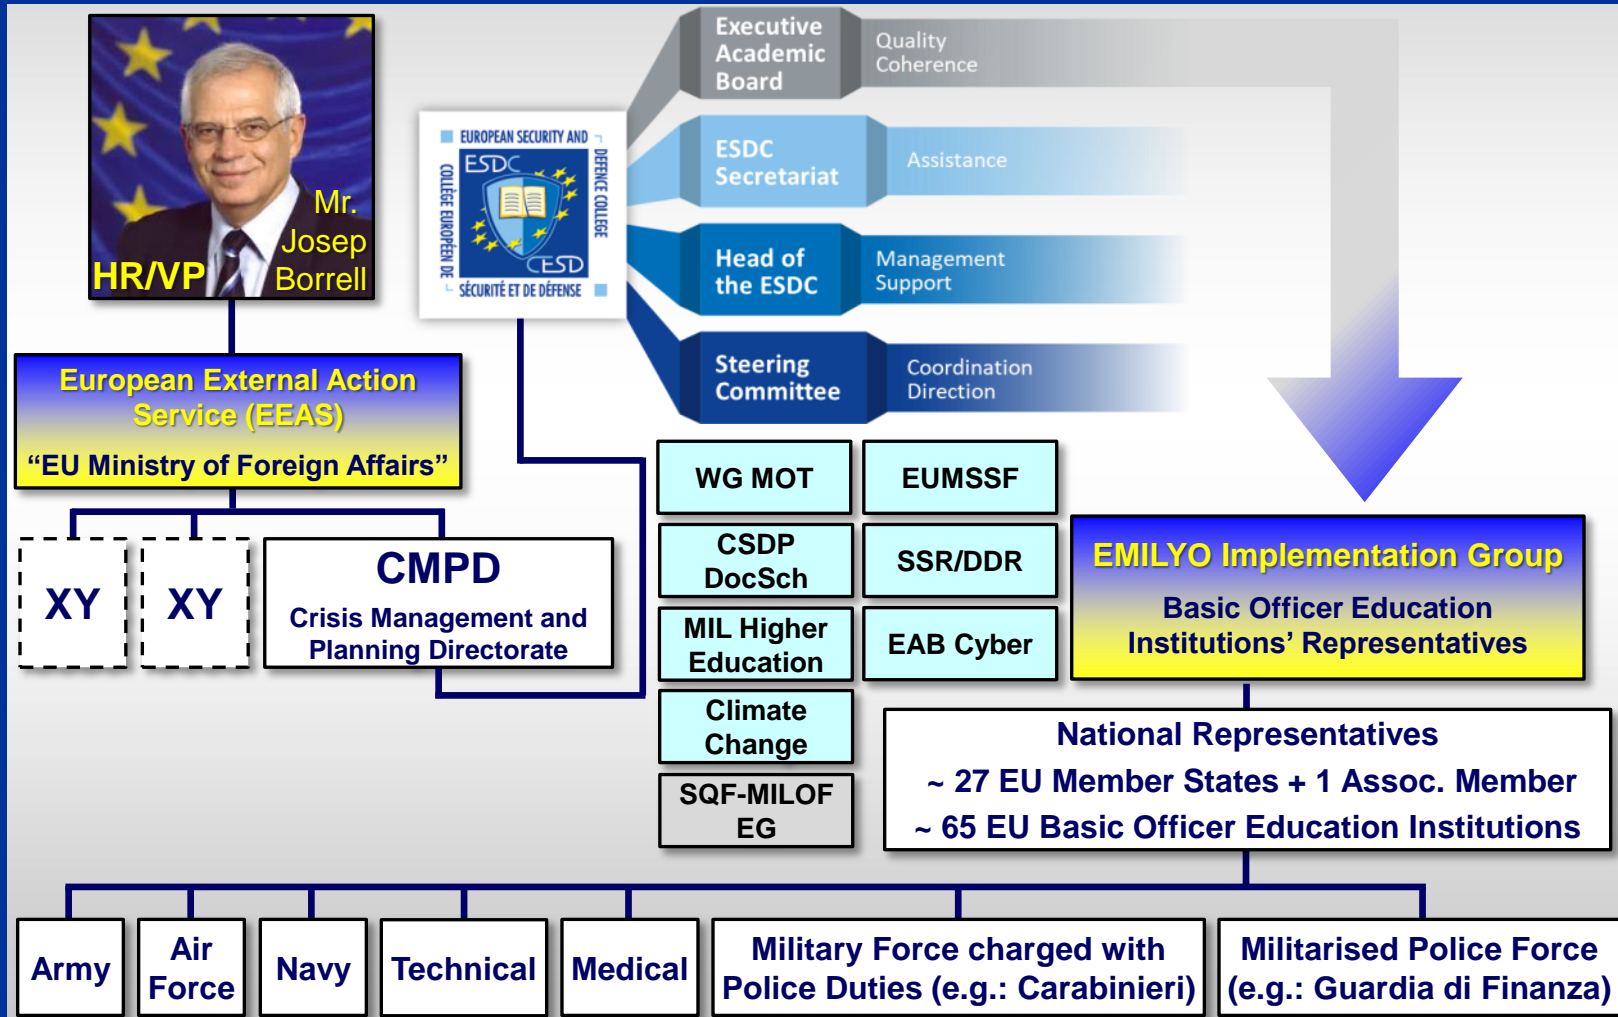 Mr.
Josep
HR/VP Borrell
EUROPEAN SECURITY AND
DEFENCE COLLEGE
COLLÈGE EUROPÉEN DE
SÉCURITÉ ET DE DÉFENSE
ESDC
CESD
Executive
Academic
Board
Quality
Coherence
ESDC
Secretariat
Assistance
Head of
the ESDC
Management
Support
Steering
Committee
Coordination
Direction
European External Action
Service (EEAS)
“EU Ministry of Foreign Affairs”
XY
XY
CMPD
Crisis Management and
Planning Directorate
WG MOT
EUMSSF
CSDP
DocSch
SSR/DDR
MIL Higher
Education
EAB Cyber
Climate
Change
SQF-MILOF
EG
EMILYO Implementation Group
Basic Officer Education
Institutions’ Representatives
National Representatives
~ 27 EU Member States + 1 Assoc. Member
~ 65 EU Basic Officer Education Institutions
Army
Air
Force
Navy
Technical
Medical
Military Force charged with
Police Duties (e.g.: Carabinieri)
Militarised Police Force
(e.g.: Guardia di Finanza)